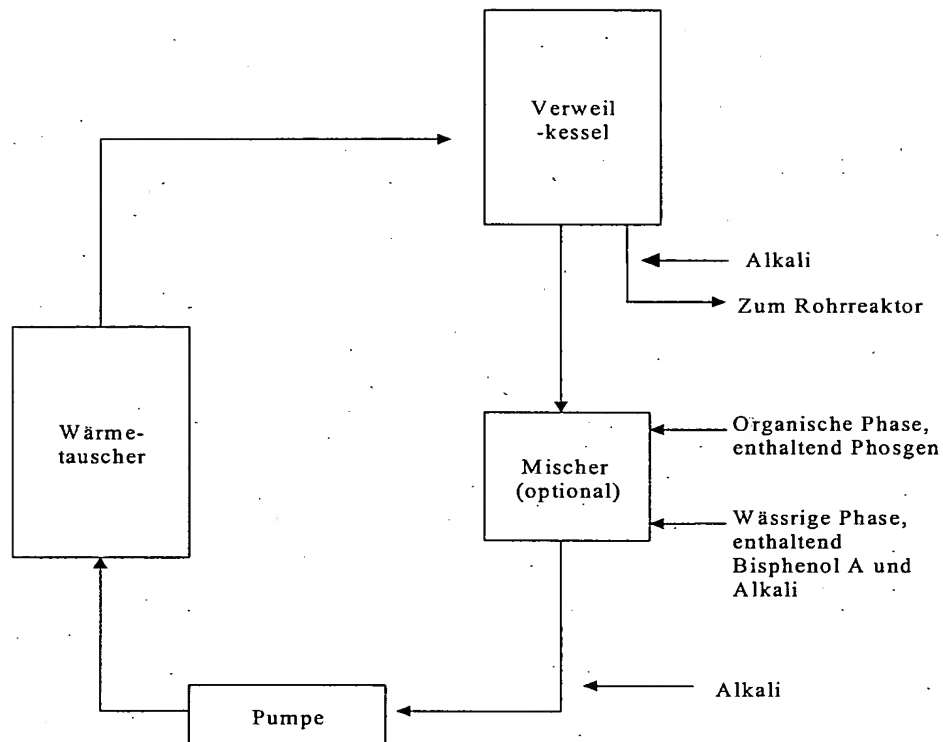 Verweil
-kessel
Alkali
Zum Rohrreaktor
Wärme-
tauscher
Mischer
(optional)
Organische Phase,
enthaltend Phosgen
Wässrige Phase,
enthaltend
Bisphenol A und
Alkali
Alkali
Pumpe